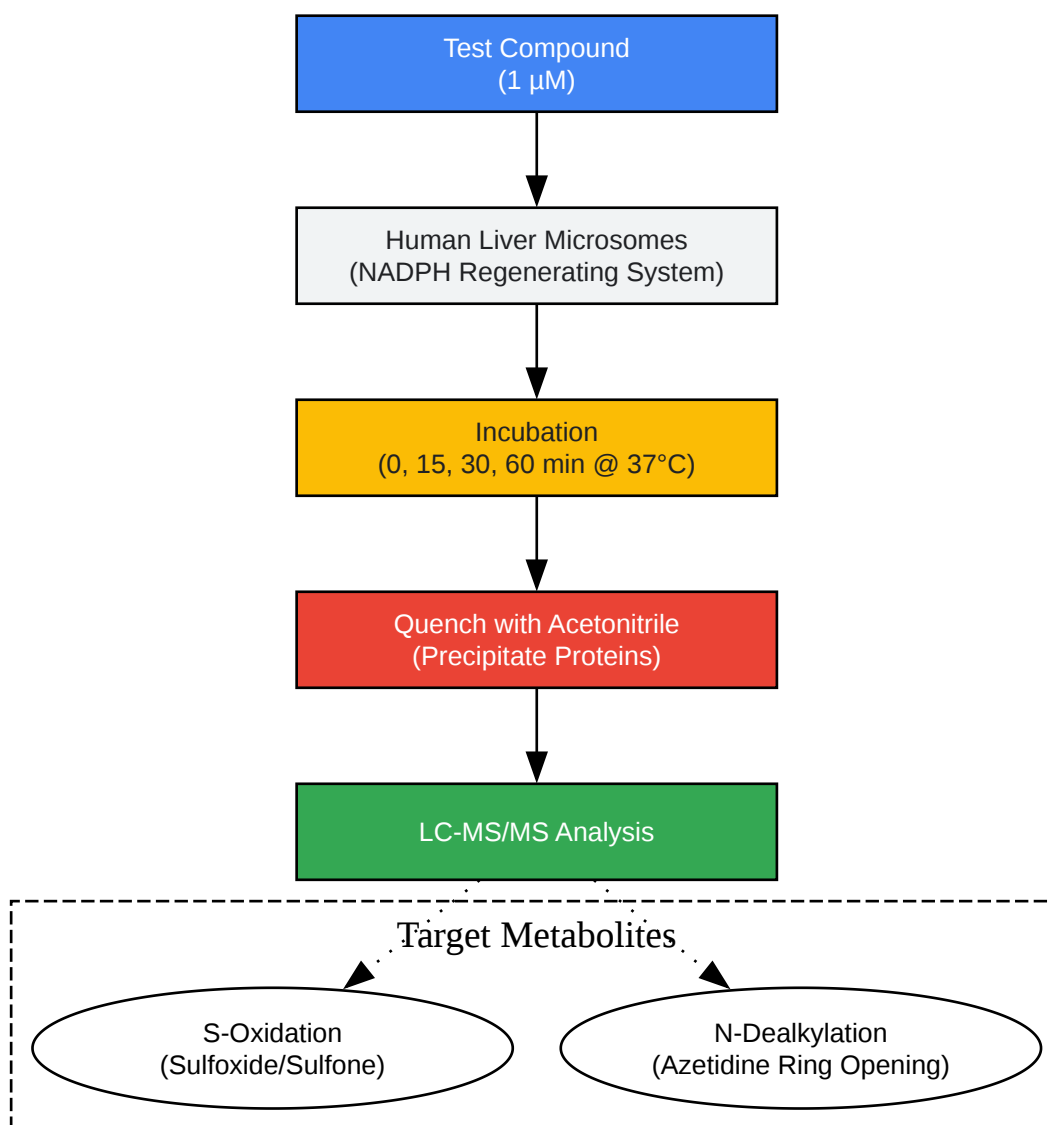 Test Compound
(1 µM)
Human Liver Microsomes
(NADPH Regenerating System)
Incubation
(0, 15, 30, 60 min @ 37°C)
Quench with Acetonitrile
(Precipitate Proteins)
LC-MS/MS Analysis
Target Metabolites
S-Oxidation
(Sulfoxide/Sulfone)
N-Dealkylation
(Azetidine Ring Opening)